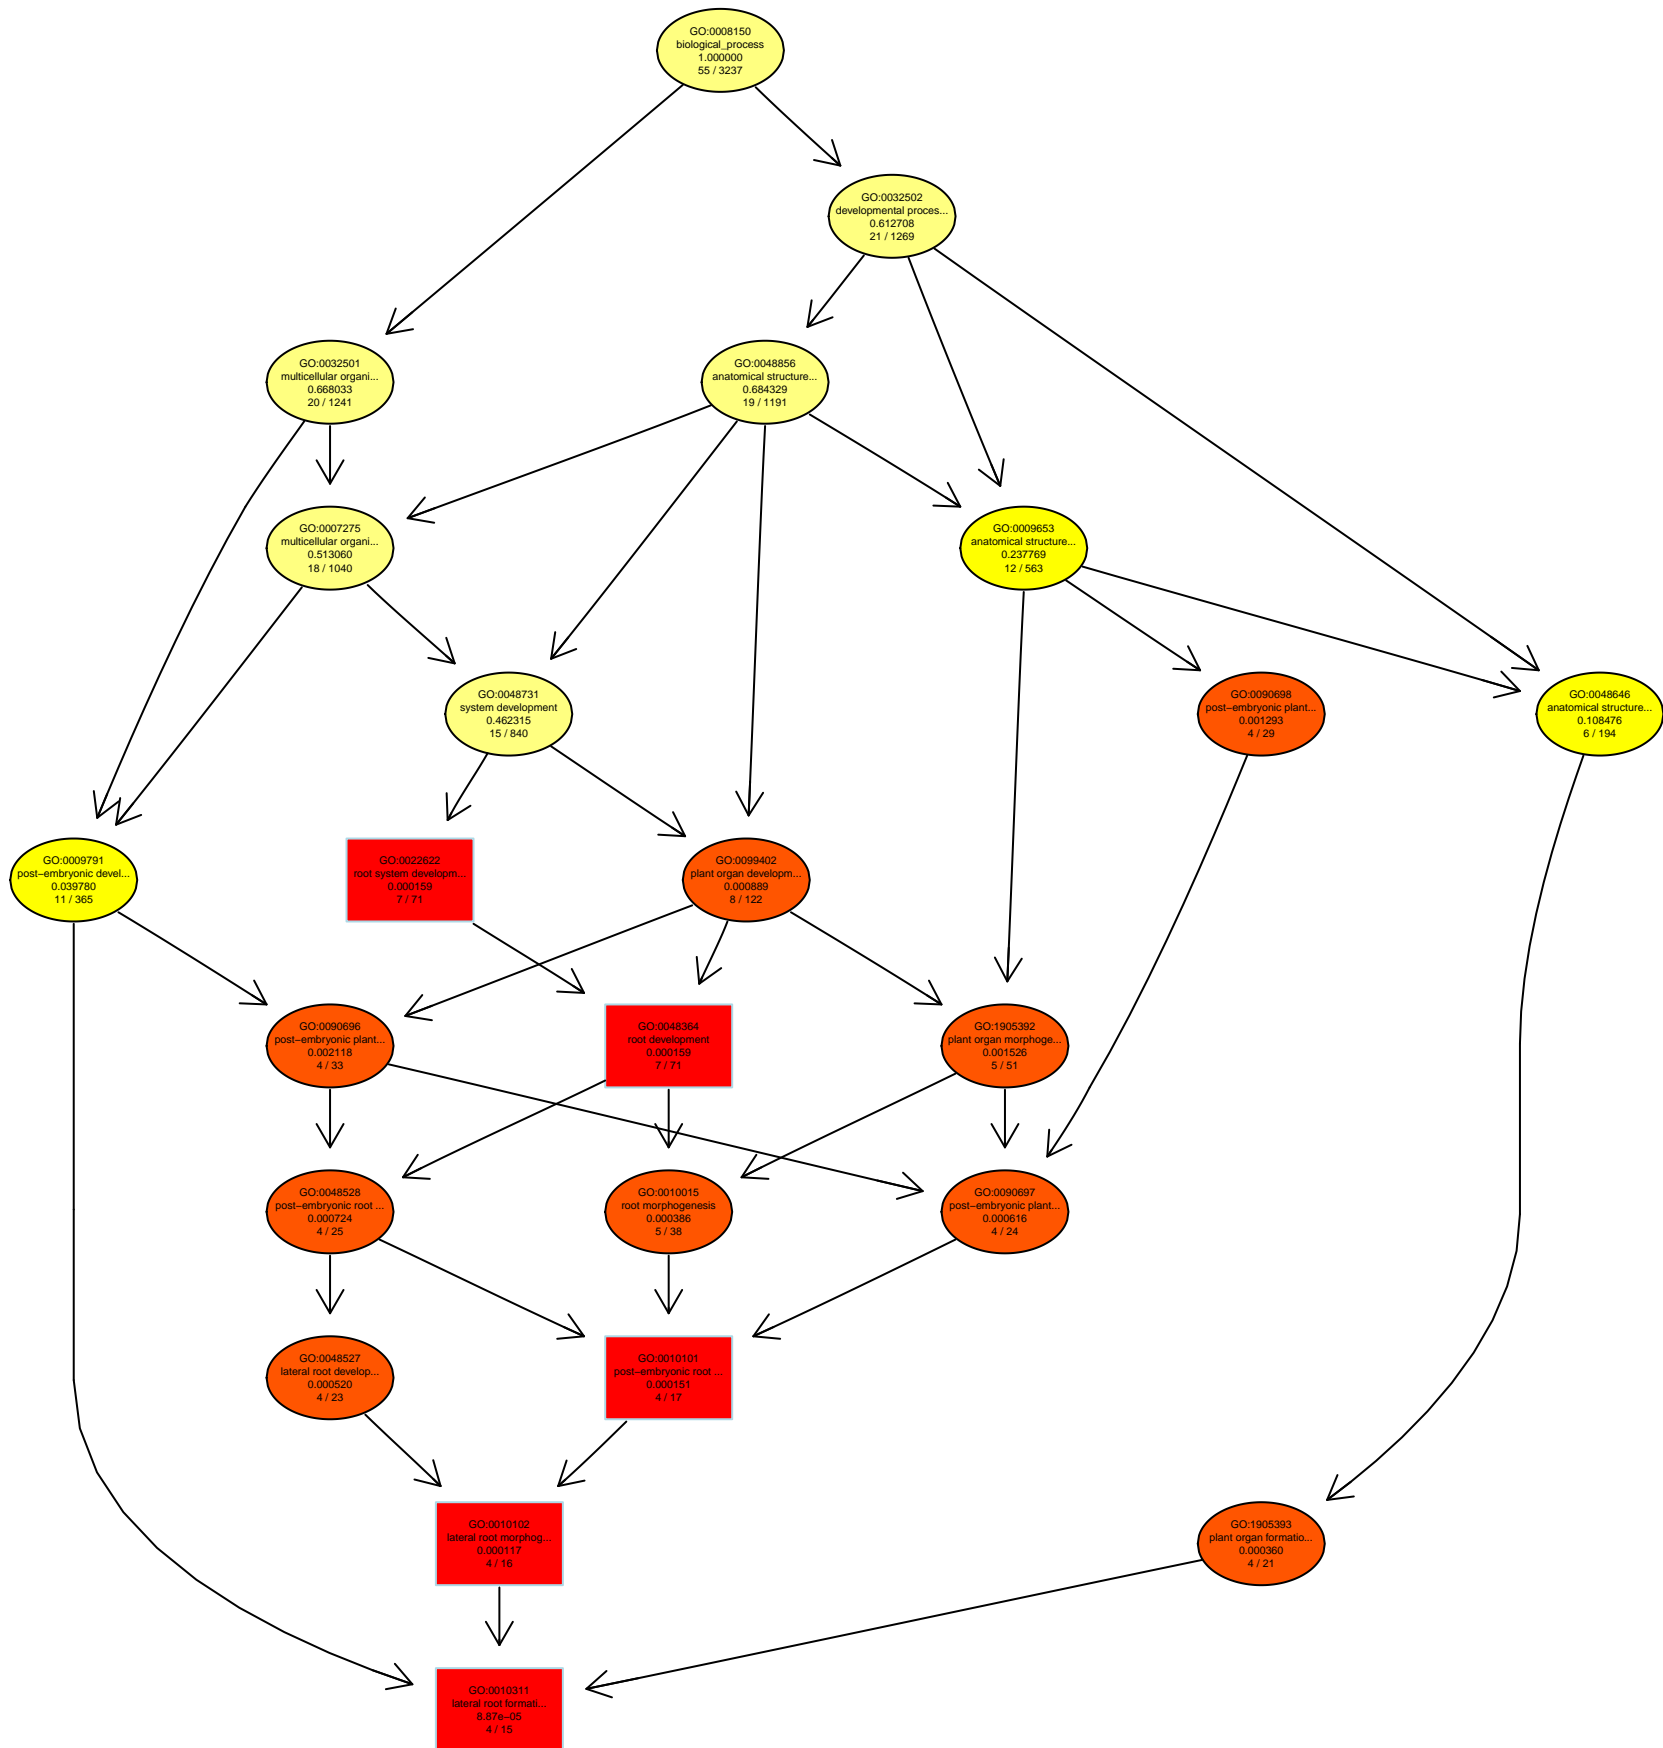 GO:0008150
biological_process
1.000000
55 / 3237
GO:0032502
developmental proces...
0.612708
21 / 1269
GO:0032501
multicellular organi...
0.668033
20 / 1241
GO:0048856
anatomical structure...
0.684329
19 / 1191
GO:0007275
multicellular organi...
0.513060
18 / 1040
GO:0009653
anatomical structure...
0.237769
12 / 563
GO:0048731
system development
0.462315
15 / 840
GO:0090698
post−embryonic plant...
0.001293
4 / 29
GO:0048646
anatomical structure...
0.108476
6 / 194
GO:0009791
post−embryonic devel...
0.039780
11 / 365
GO:0022622
root system developm...
0.000159
7 / 71
GO:0099402
plant organ developm...
0.000889
8 / 122
GO:0090696
post−embryonic plant...
0.002118
4 / 33
GO:0048364
root development
0.000159
7 / 71
GO:1905392
plant organ morphoge...
0.001526
5 / 51
GO:0048528
post−embryonic root ...
0.000724
4 / 25
GO:0010015
root morphogenesis
0.000386
5 / 38
GO:0090697
post−embryonic plant...
0.000616
4 / 24
GO:0048527
lateral root develop...
0.000520
4 / 23
GO:0010101
post−embryonic root ...
0.000151
4 / 17
GO:0010102
lateral root morphog...
0.000117
4 / 16
GO:1905393
plant organ formatio...
0.000360
4 / 21
GO:0010311
lateral root formati...
8.87e−05
4 / 15